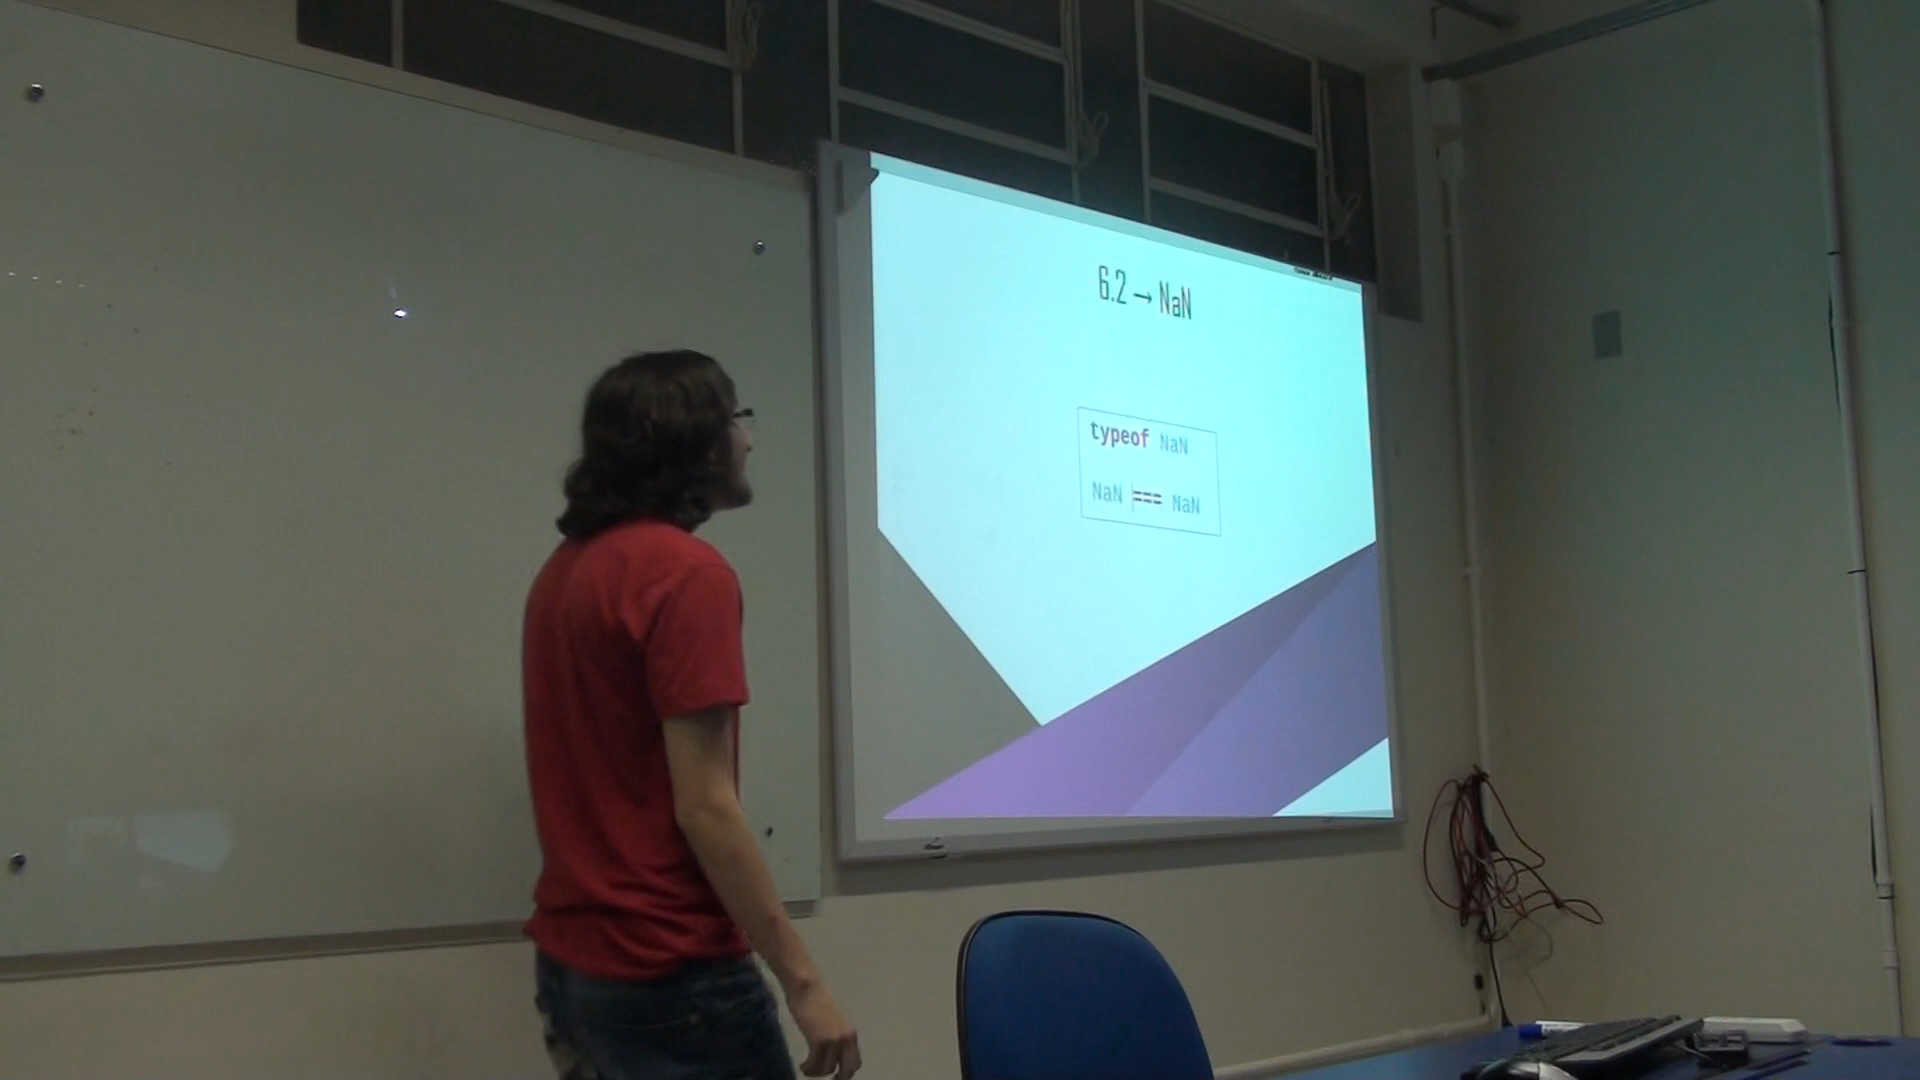 6.2 → NaN
typeof NaN
NaN === NaN